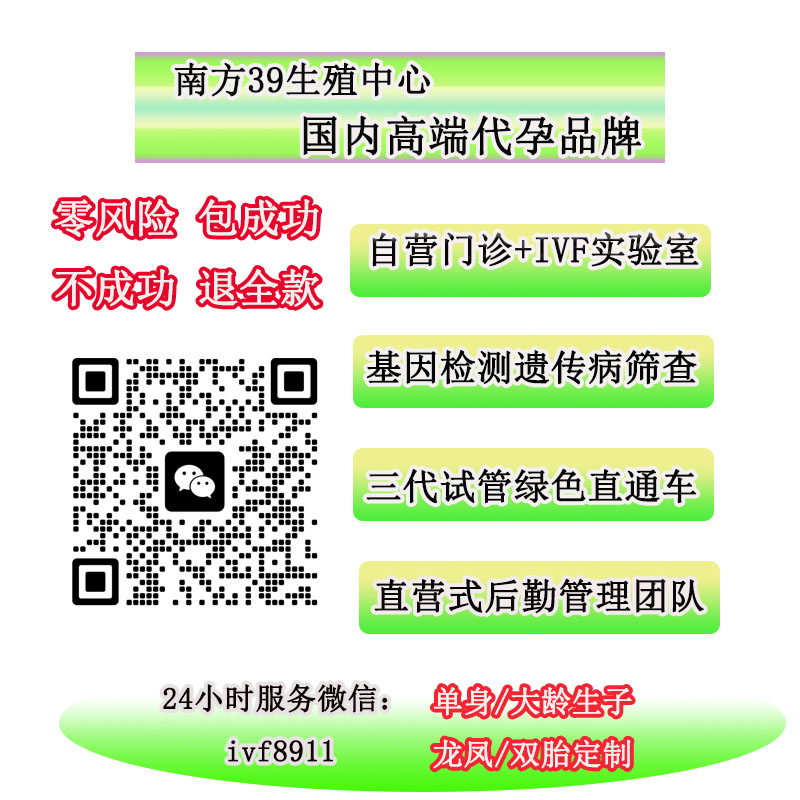 南方39生殖中心
国内高端代孕品牌
零风险 包成功
不成功 退全款
自营门诊+IVF实验室
基因检测遗传病筛查
三代试管绿色直通车
直营式后勤管理团队
24小时服务微信：
ivf8911
单身/大龄生子
龙凤/双胎定制